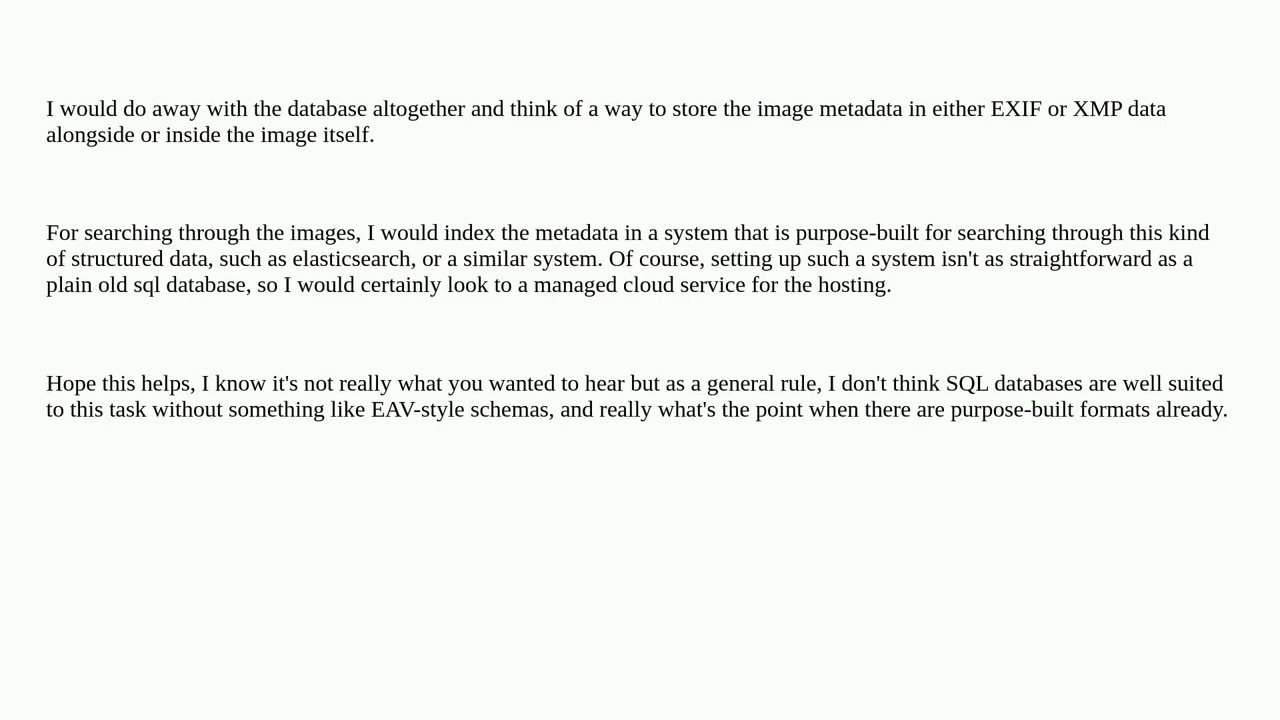 I would do away with the database altogether and think of a way to store the image metadata in either EXIF or XMP data
alongside or inside the image itself.
For searching through the images, I would index the metadata in a system that is purpose-built for searching through this kind
of structured data, such as elasticsearch, or a similar system. Of course, setting up such a system isn't as straightforward as a
plain old sql database, so I would certainly look to a managed cloud service for the hosting.
Hope this helps, I know it's not really what you wanted to hear but as a general rule, I don't think SQL databases are well suited
to this task without something like EAV-style schemas, and really what's the point when there are purpose-built formats already.